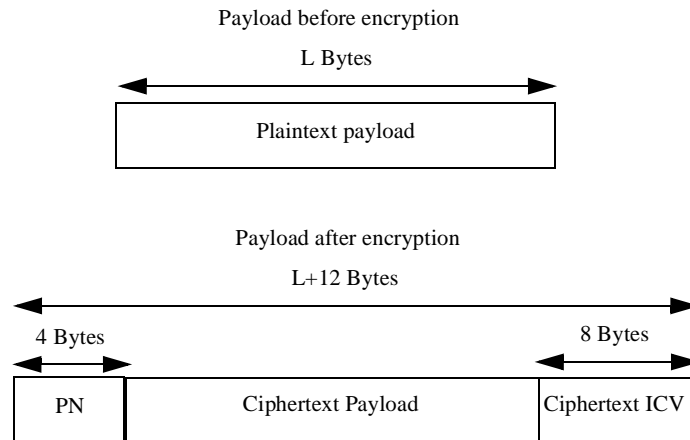 Payload before encryption
L Bytes
Plaintext payload
Payload after encryption
L+12 Bytes
4 Bytes
8 Bytes
PN
Ciphertext Payload
Ciphertext ICV